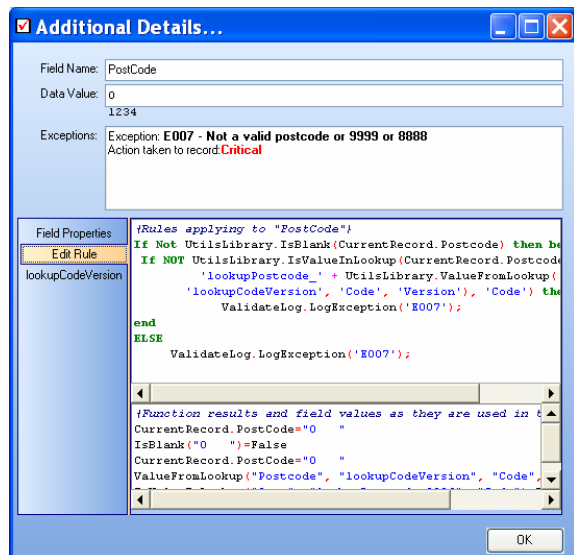 Additional Details...
Field Name: PostCode
Data Value: 0
1234
Exceptions: Exception: E007 - Not a valid postcode or 9999 or 8888
Action taken to record:Critical
Field Properties
Edit Rule
lookupCodeVersion
{Rules applying to "PostCode"}
If Not UtilsLibrary.IsBlank(CurrentRecord.Postcode) then be
If NOT UtilsLibrary.IsValueInLookup(CurrentRecord.Postcode
'lookupPostcode_' + UtilsLibrary.ValueFromLookup(
'lookupCodeVersion', 'Code', 'Version'), 'Code') the
ValidateLog.LogException('E007');
end
ELSE
ValidateLog.LogException('E007');
{Function results and field values as they are used in t
CurrentRecord.PostCode="0   "
IsBlank("0   ")=False
CurrentRecord.PostCode="0   "
ValueFromLookup("Postcode", "lookupCodeVersion", "Code",
OK